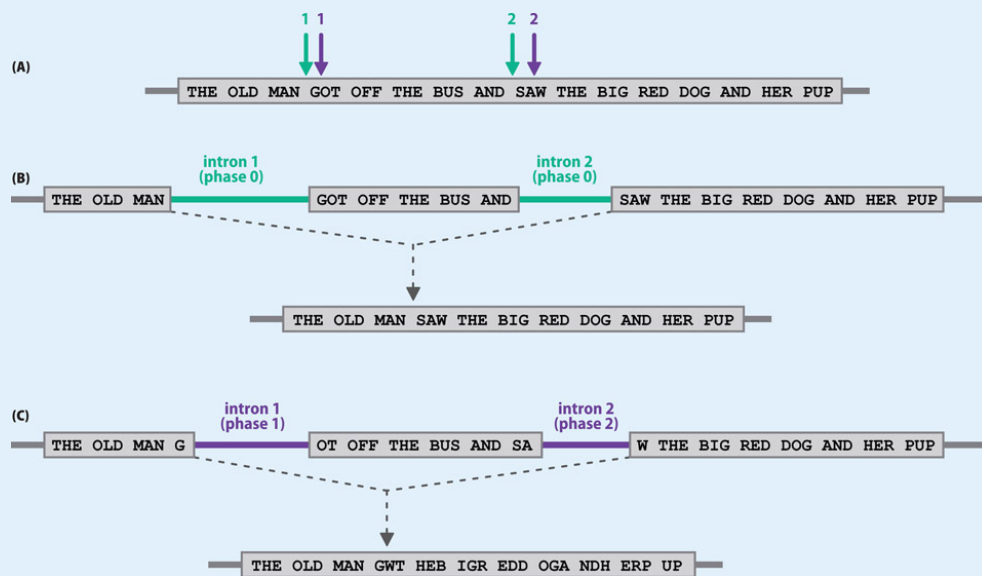 1 1 2 2
(A)
THE OLD MAN GOT OFF THE BUS AND SAW THE BIG RED DOG AND HER PUP
intron 1
(phase 0)
intron 2
(phase 0)
(B)
THE OLD MAN
GOT OFF THE BUS AND
SAW THE BIG RED DOG AND HER PUP
THE OLD MAN SAW THE BIG RED DOG AND HER PUP
intron 1
(phase 1)
intron 2
(phase 2)
(C)
THE OLD MAN G
OT OFF THE BUS AND SA
W THE BIG RED DOG AND HER PUP
THE OLD MAN GWT HEB IGR EDD OGA NDH ERP UP